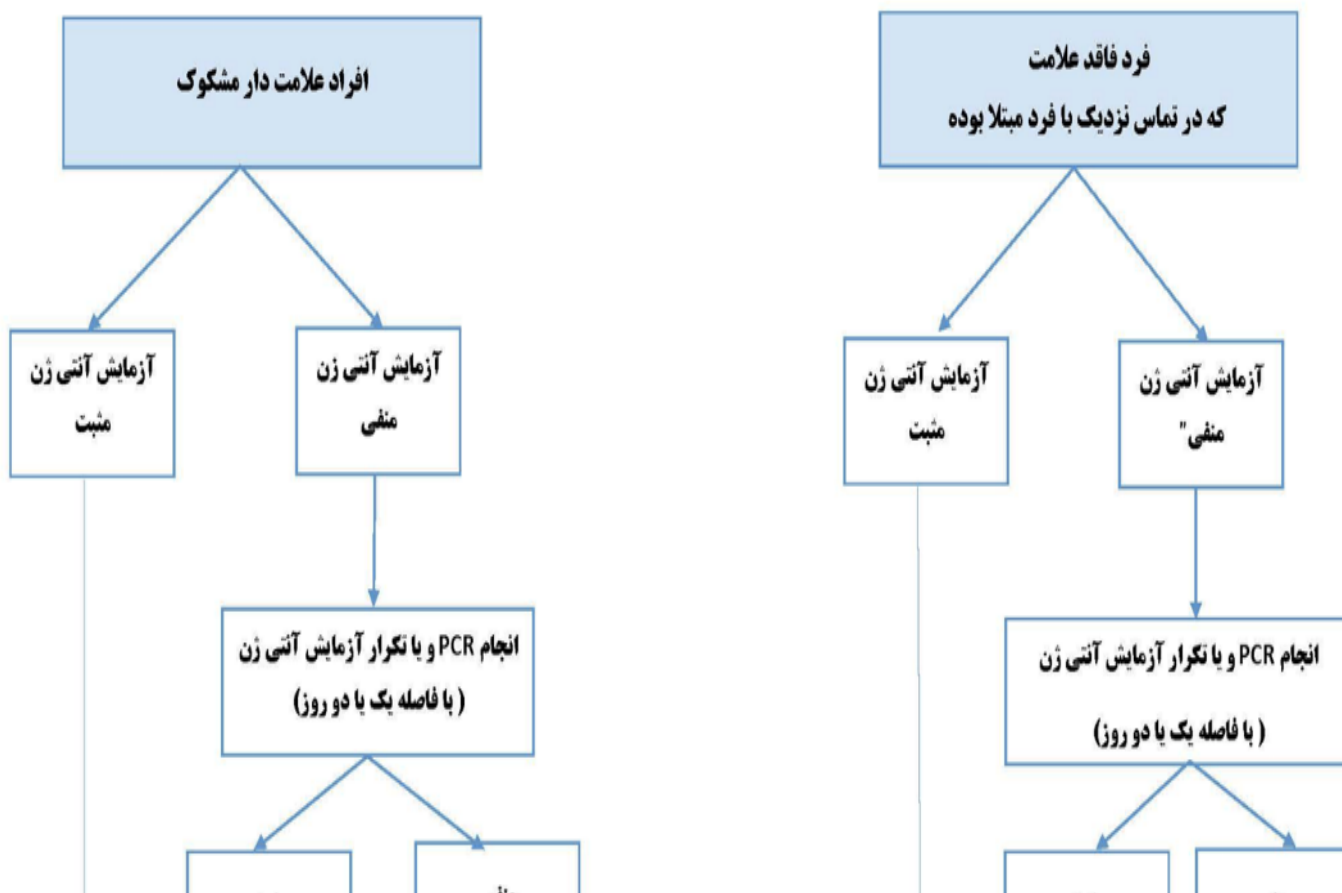 فرد فاقد علامت
که در تماس نزدیک با فرد مبتلا بوده
آزمایش آنتی ژن
منفی"
آزمایش آنتی ژن
مثبت
انجام PCR و یا تکرار آزمایش آنتی ژن
( با فاصله یک یا دو روز)
افراد علامت دار مشکوک
آزمایش آنتی ژن
منفی
آزمایش آنتی ژن
مثبت
انجام PCR و یا تکرار آزمایش آنتی ژن
( با فاصله یک یا دو روز)